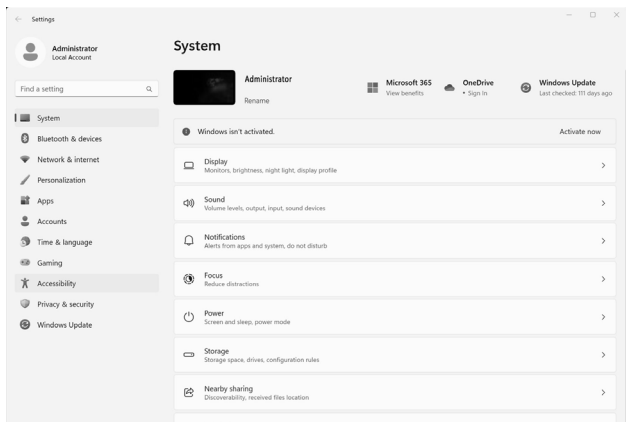 Settings
Administrator
Local Account
Find a setting
System
Bluetooth & devices
Network & internet
Personalization
Apps
Accounts
Time & language
Gaming
Accessibility
Privacy & security
Windows Update
System
Administrator
Rename
Microsoft 365
View benefits
OneDrive
• Sign In
Windows Update
Last checked: 111 days ago
Windows isn't activated.
Activate now
Display
Monitors, brightness, night light, display profile
Sound
Volume levels, output, input, sound devices
Notifications
Alerts from apps and system, do not disturb
Focus
Reduce distractions
Power
Screen and sleep, power mode
Storage
Storage space, drives, configuration rules
Nearby sharing
Discoverability, received files location